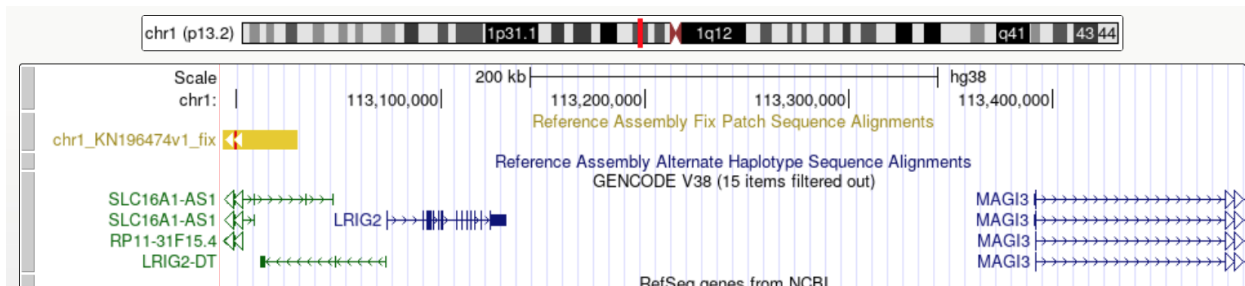 chr1 (p13.2) 1p31.1 1q12 q41 43 44
Scale 200 kb hg38
chr1: 113,100,000 113,200,000 113,300,000 113,400,000
Reference Assembly Fix Patch Sequence Alignments
chr1_KN196474v1_fix
Reference Assembly Alternate Haplotype Sequence Alignments
GENCODE V38 (15 items filtered out)
SLC16A1-AS1 MAGI3
SLC16A1-AS1 LRIG2 MAGI3
RP11-31F15.4 MAGI3
LRIG2-DT MAGI3
RefSeq genes from NCBI